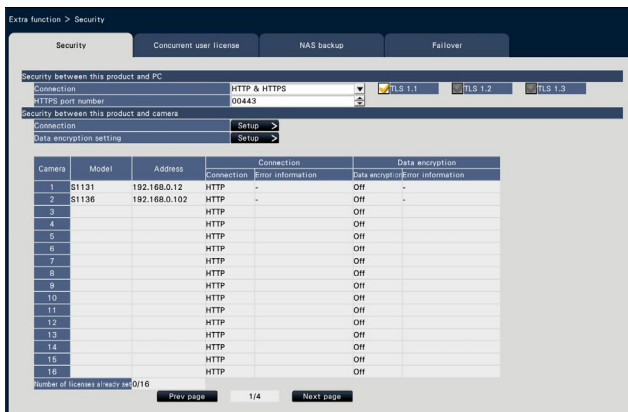 Extra function > Security
Security Concurrent user license NAS backup Failover
Security between this product and PC
Connection HTTP & HTTPS TLS 1.1 TLS 1.2 TLS 1.3
HTTPS port number 00443
Security between this product and camera
Connection Setup >
Data encryption setting Setup >
Camera Model Address Connection Data encryption
Connection Error information Data encryption Error information
1 S1131 192.168.0.12 HTTP - Off -
2 S1136 192.168.0.102 HTTP - Off -
3 HTTP Off
4 HTTP Off
5 HTTP Off
6 HTTP Off
7 HTTP Off
8 HTTP Off
9 HTTP Off
10 HTTP Off
11 HTTP Off
12 HTTP Off
13 HTTP Off
14 HTTP Off
15 HTTP Off
16 HTTP Off
Number of licenses already set 0/16
Prev page 1/4 Next page